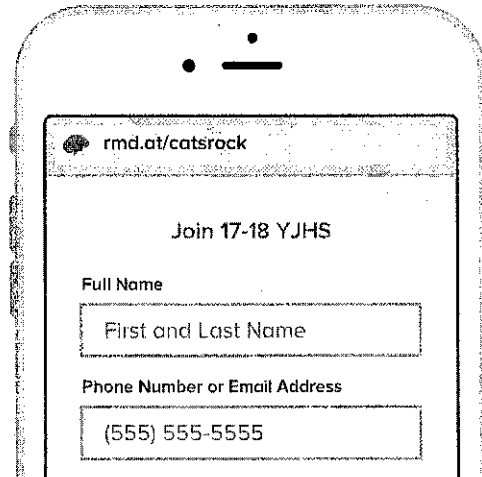 rmd.at/catsrock
Join 17-18 YJHS
Full Name
First and Last Name
Phone Number or Email Address
(555) 555-5555